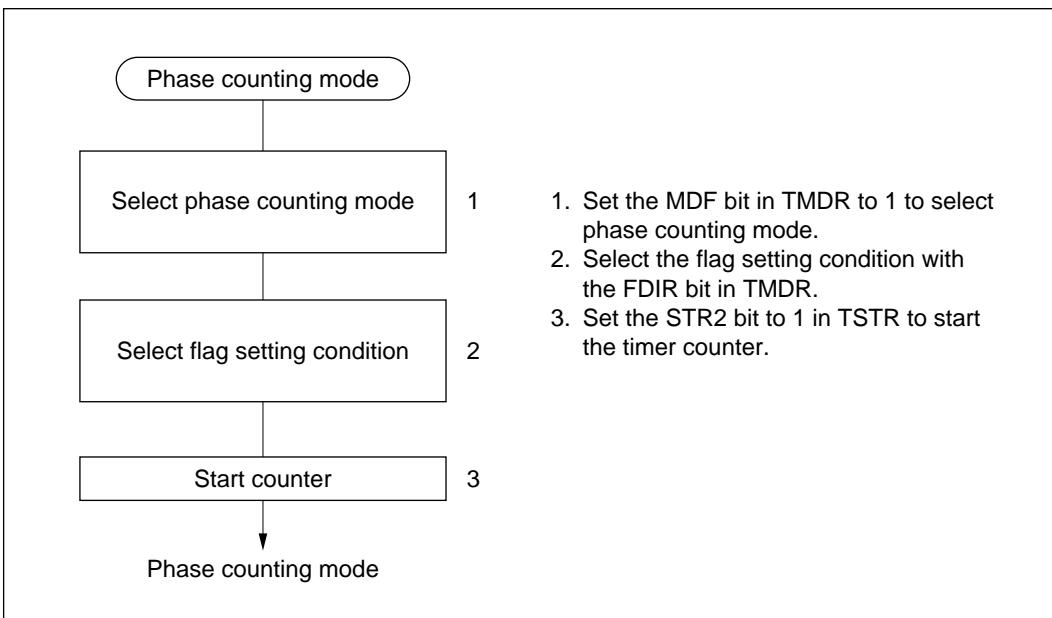 Phase counting mode
Select phase counting mode 1
Select flag setting condition 2
Start counter 3
Phase counting mode
1. Set the MDF bit in TMDR to 1 to select
phase counting mode.
2. Select the flag setting condition with
the FDIR bit in TMDR.
3. Set the STR2 bit to 1 in TSTR to start
the timer counter.